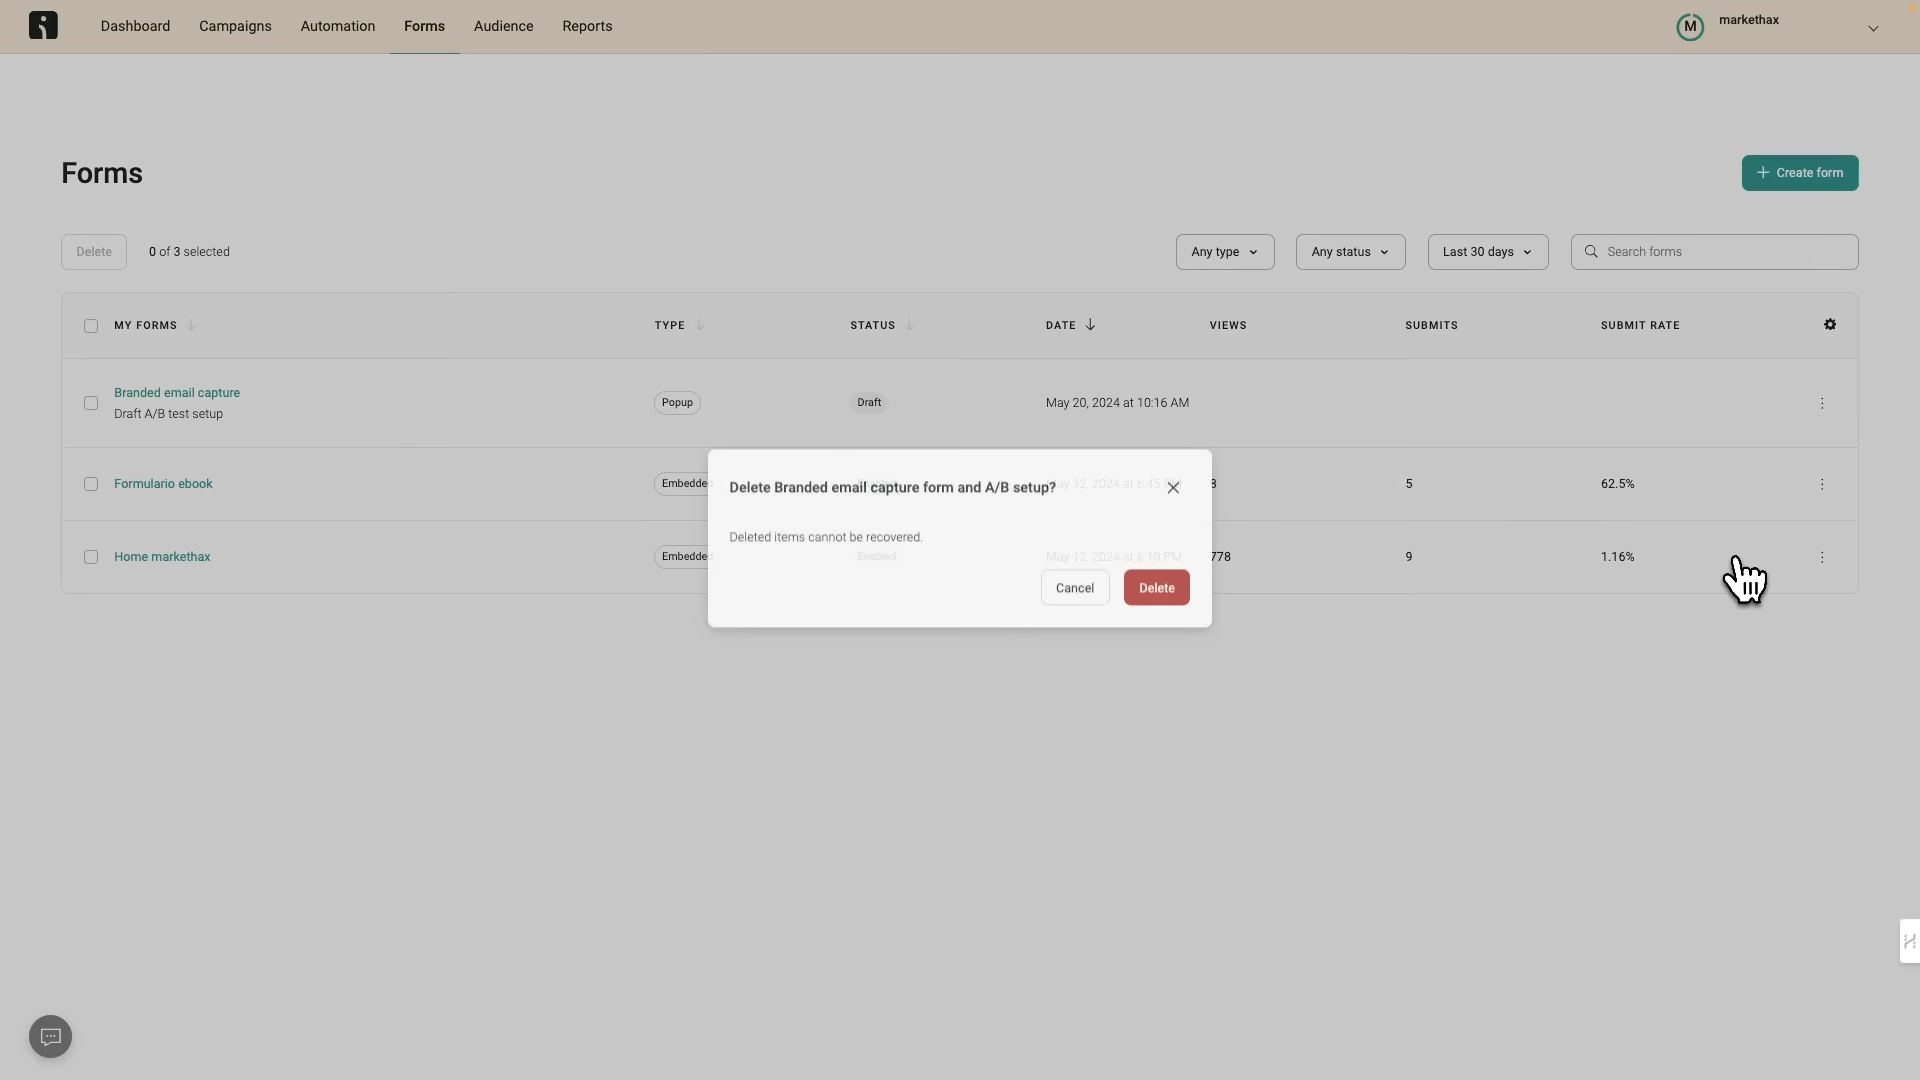 Dashboard Campaigns Automation Forms Audience Reports
M markethax
Forms
+ Create form
Delete 0 of 3 selected Any type Any status Last 30 days Search forms
MY FORMS TYPE STATUS DATE VIEWS SUBMITS SUBMIT RATE
Branded email capture Popup Draft May 20, 2024 at 10:16 AM
Draft A/B test setup
Formulario ebook Embedded May 12, 2024 at 6:45 PM 8 5 62.5%
Delete Branded email capture form and A/B setup?
Deleted items cannot be recovered.
Home markethax Embedded Enabled May 12, 2024 at 6:10 PM 778 9 1.16%
Cancel Delete